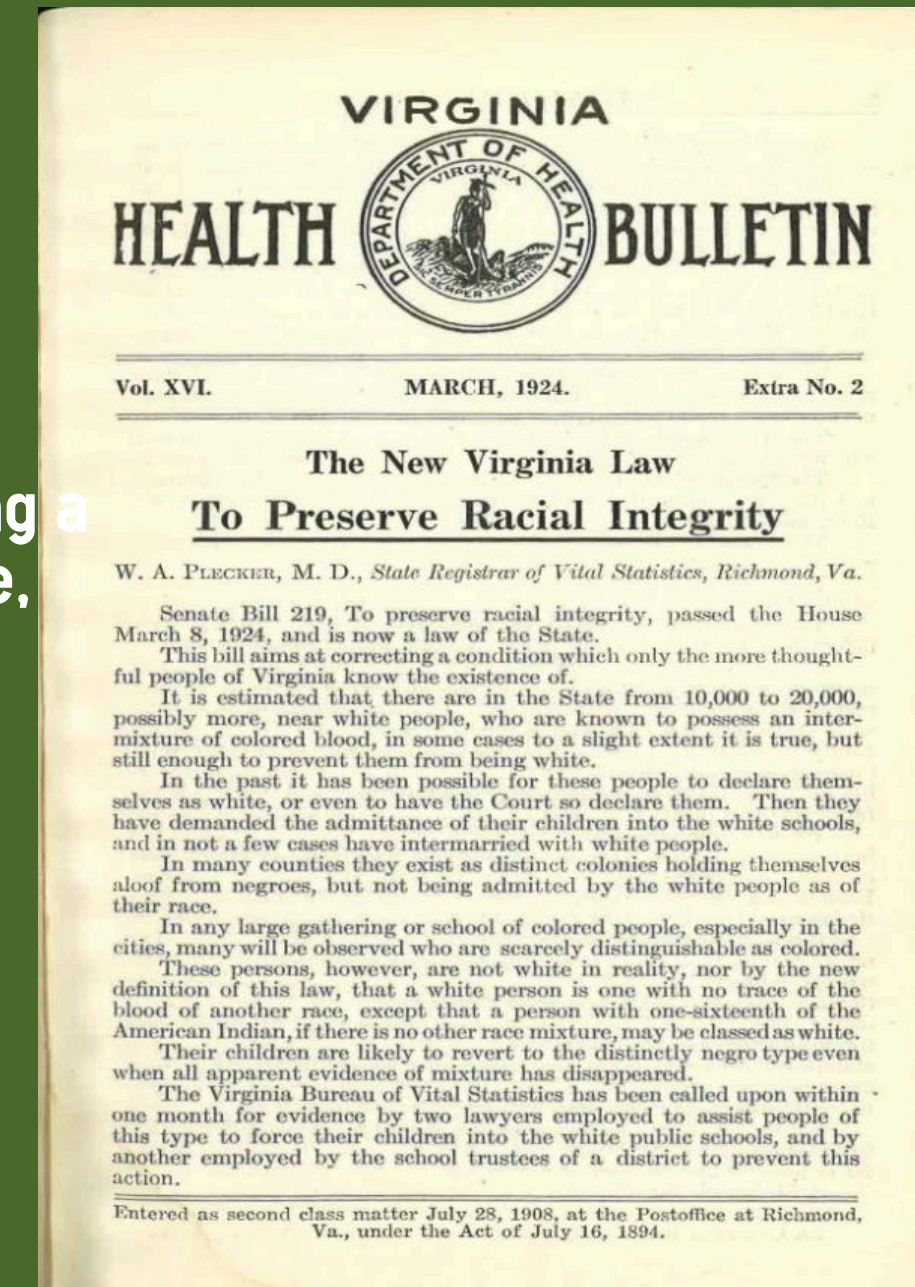 VIRGINIA
HEALTH BULLETIN
DEPARTMENT OF HEALTH
VIRGINIA
SIC SEMPER TYRANNIS
Vol. XVI. MARCH, 1924. Extra No. 2
The New Virginia Law
To Preserve Racial Integrity
W. A. PLECKER, M. D., State Registrar of Vital Statistics, Richmond, Va.
Senate Bill 219, To preserve racial integrity, passed the House
March 8, 1924, and is now a law of the State.
This bill aims at correcting a condition which only the more thought-
ful people of Virginia know the existence of.
It is estimated that there are in the State from 10,000 to 20,000,
possibly more, near white people, who are known to possess an inter-
mixture of colored blood, in some cases to a slight extent it is true, but
still enough to prevent them from being white.
In the past it has been possible for these people to declare them-
selves as white, or even to have the Court so declare them. Then they
have demanded the admittance of their children into the white schools,
and in not a few cases have intermarried with white people.
In many counties they exist as distinct colonies holding themselves
aloof from negroes, but not being admitted by the white people as of
their race.
In any large gathering or school of colored people, especially in the
cities, many will be observed who are scarcely distinguishable as colored.
These persons, however, are not white in reality, nor by the new
definition of this law, that a white person is one with no trace of the
blood of another race, except that a person with one-sixteenth of the
American Indian, if there is no other race mixture, may be classed as white.
Their children are likely to revert to the distinctly negro type even
when all apparent evidence of mixture has disappeared.
The Virginia Bureau of Vital Statistics has been called upon within
one month for evidence by two lawyers employed to assist people of
this type to force their children into the white public schools, and by
another employed by the school trustees of a district to prevent this
action.
Entered as second class matter July 28, 1908, at the Postoffice at Richmond,
Va., under the Act of July 16, 1894.
a